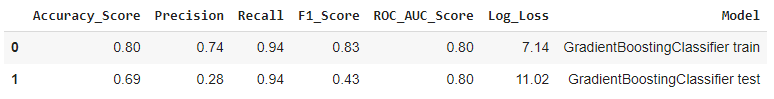 Accuracy_Score Precision Recall F1_Score ROC_AUC_Score Log_Loss Model
0 0.80 0.74 0.94 0.83 0.80 7.14 GradientBoostingClassifier train
1 0.69 0.28 0.94 0.43 0.80 11.02 GradientBoostingClassifier test